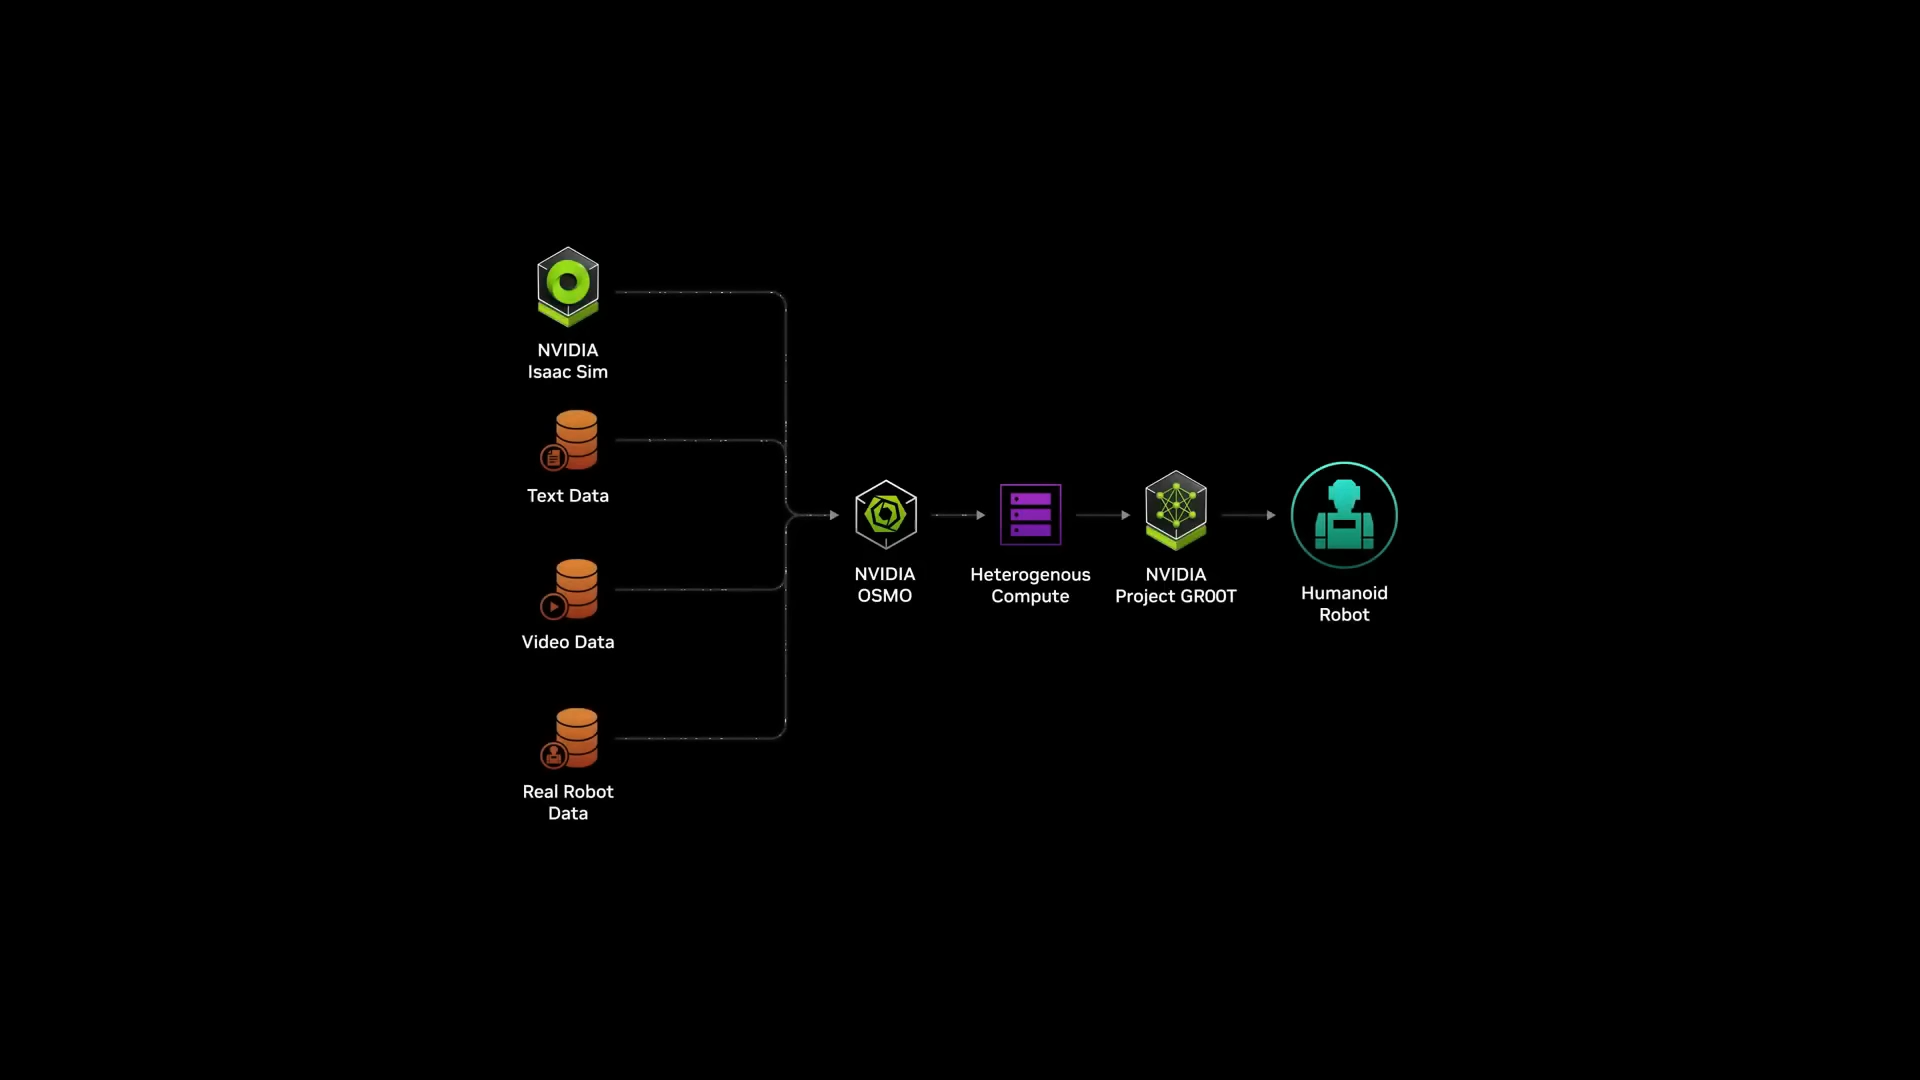 NVIDIA
Isaac Sim
Text Data
Video Data
Real Robot
Data
NVIDIA
OSMO
Heterogenous
Compute
NVIDIA
Project GR00T
Humanoid
Robot